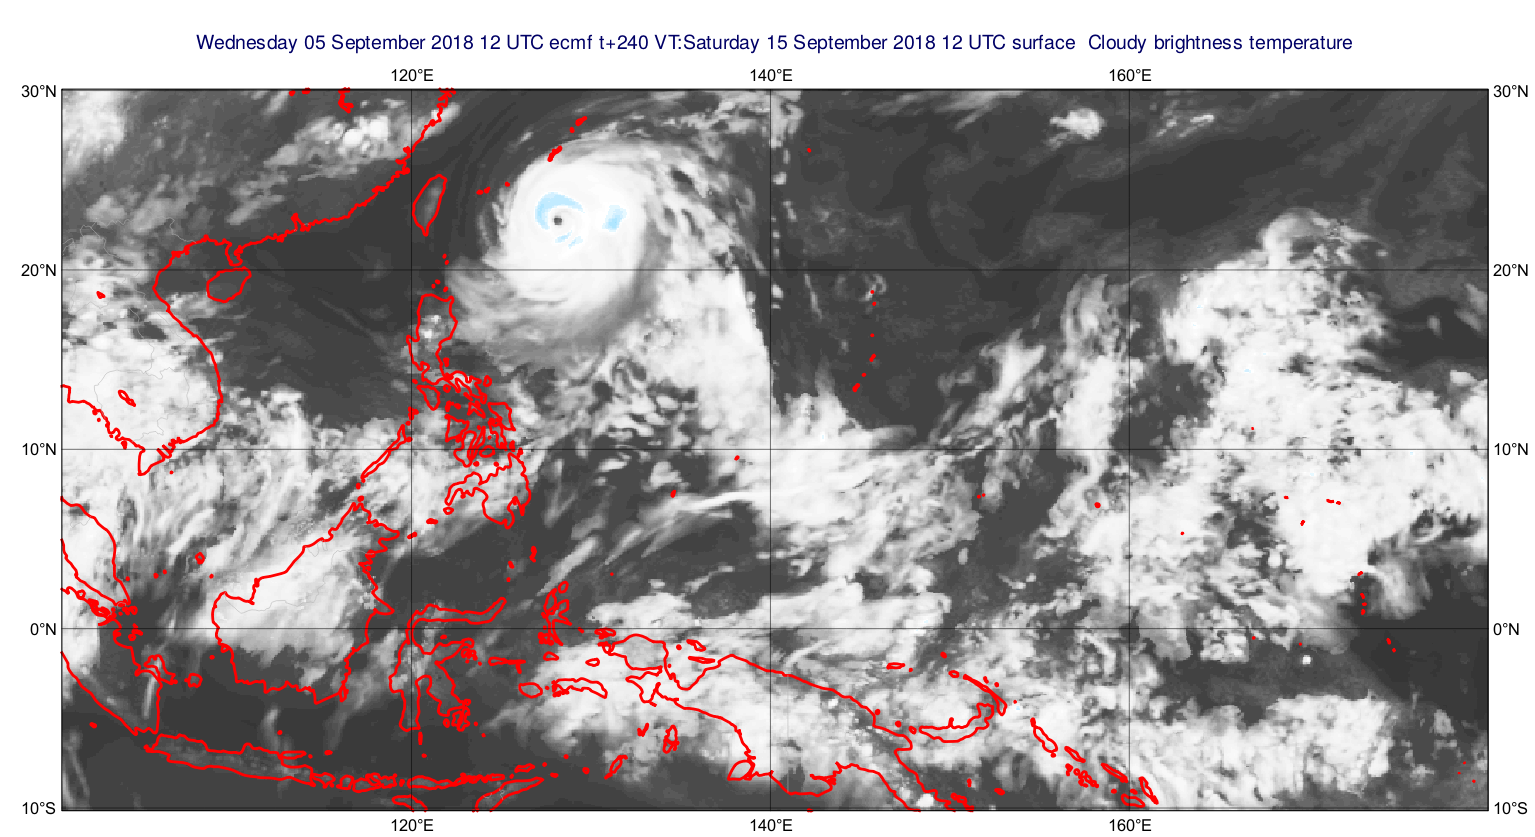 Wednesday 05 September 2018 12 UTC ecmf t+240 VT:Saturday 15 September 2018 12 UTC surface  Cloudy brightness temperature
120°E 140°E 160°E
30°N 30°N
20°N 20°N
10°N 10°N
0°N 0°N
10°S 10°S
120°E 140°E 160°E